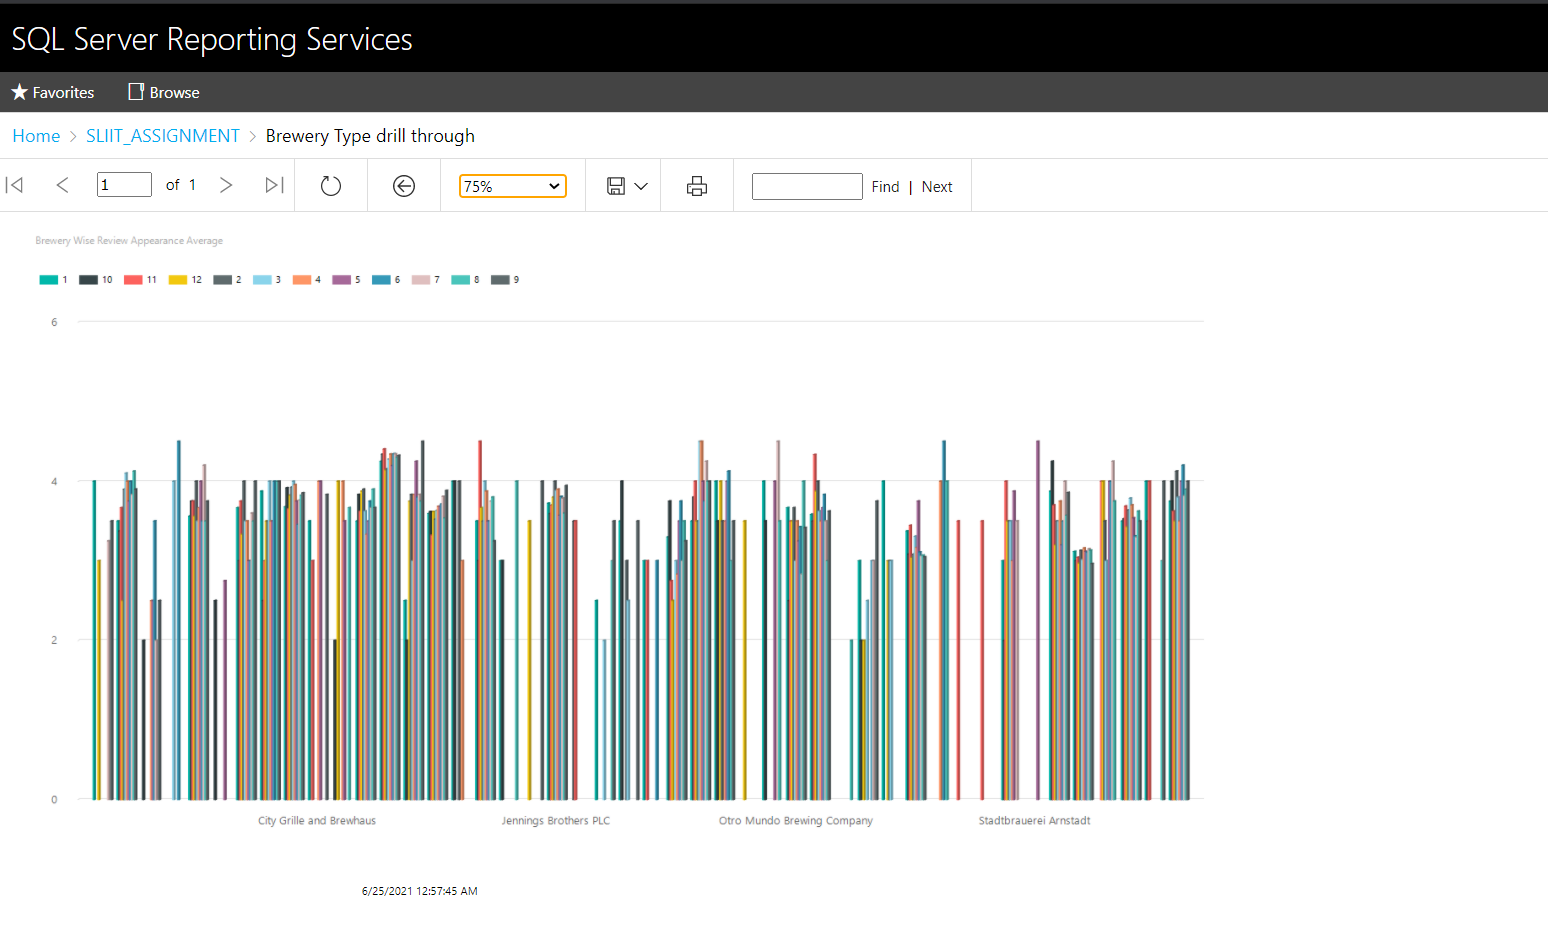 SQL Server Reporting Services
Favorites Browse
Home > SLIIT_ASSIGNMENT > Brewery Type drill through
1 of 1 75% Find | Next
Brewery Wise Review Appearance Average
1 10 11 12 2 3 4 5 6 7 8 9
6
4
2
0
City Grille and Brewhaus Jennings Brothers PLC Otro Mundo Brewing Company Stadtbrauerei Arnstadt
6/25/2021 12:57:45 AM